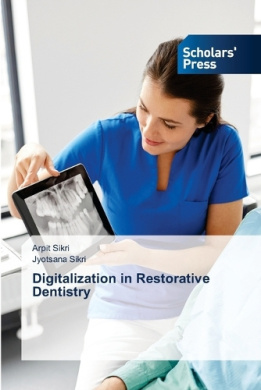 Scholars'
Press
Arpit Sikri
Jyotsana Sikri
Digitalization in Restorative
Dentistry